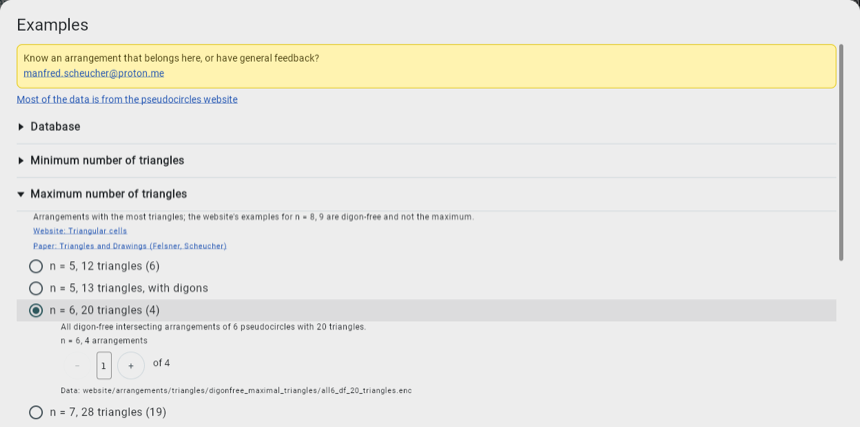 Examples
Know an arrangement that belongs here, or have general feedback?
manfred.scheucher@proton.me
Most of the data is from the pseudocircles website
Database
Minimum number of triangles
Maximum number of triangles
Arrangements with the most triangles; the website's examples for n = 8, 9 are digon-free and not the maximum.
Website: Triangular cells
Paper: Triangles and Drawings (Felsner, Scheucher)
n = 5, 12 triangles (6)
n = 5, 13 triangles, with digons
n = 6, 20 triangles (4)
All digon-free intersecting arrangements of 6 pseudocircles with 20 triangles.
n = 6, 4 arrangements
− 1 + of 4
Data: website/arrangements/triangles/digonfree_maximal_triangles/all6_df_20_triangles.enc
n = 7, 28 triangles (19)